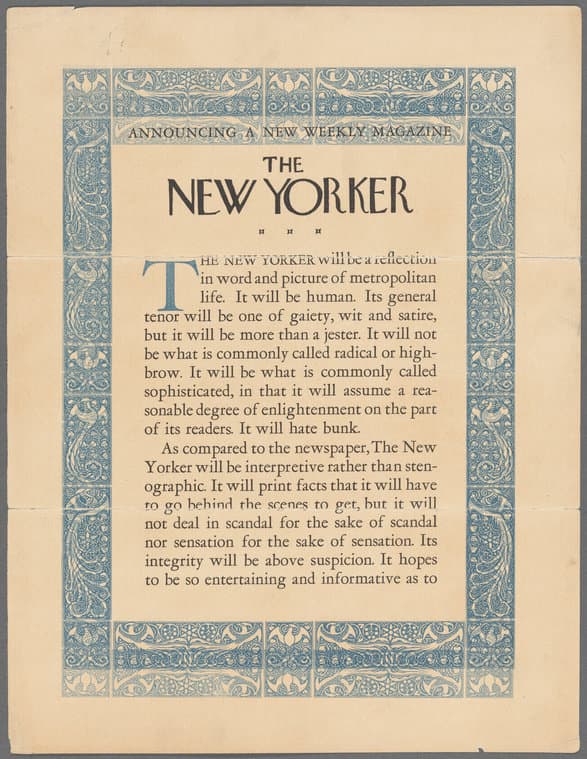 ANNOUNCING A NEW WEEKLY MAGAZINE
THE
NEW YORKER
THE NEW YORKER will be a reflection
in word and picture of metropolitan
life. It will be human. Its general
tenor will be one of gaiety, wit and satire,
but it will be more than a jester. It will not
be what is commonly called radical or high-
brow. It will be what is commonly called
sophisticated, in that it will assume a rea-
sonable degree of enlightenment on the part
of its readers. It will hate bunk.
As compared to the newspaper, The New
Yorker will be interpretive rather than sten-
ographic. It will print facts that it will have
to go behind the scenes to get, but it will
not deal in scandal for the sake of scandal
nor sensation for the sake of sensation. Its
integrity will be above suspicion. It hopes
to be so entertaining and informative as to